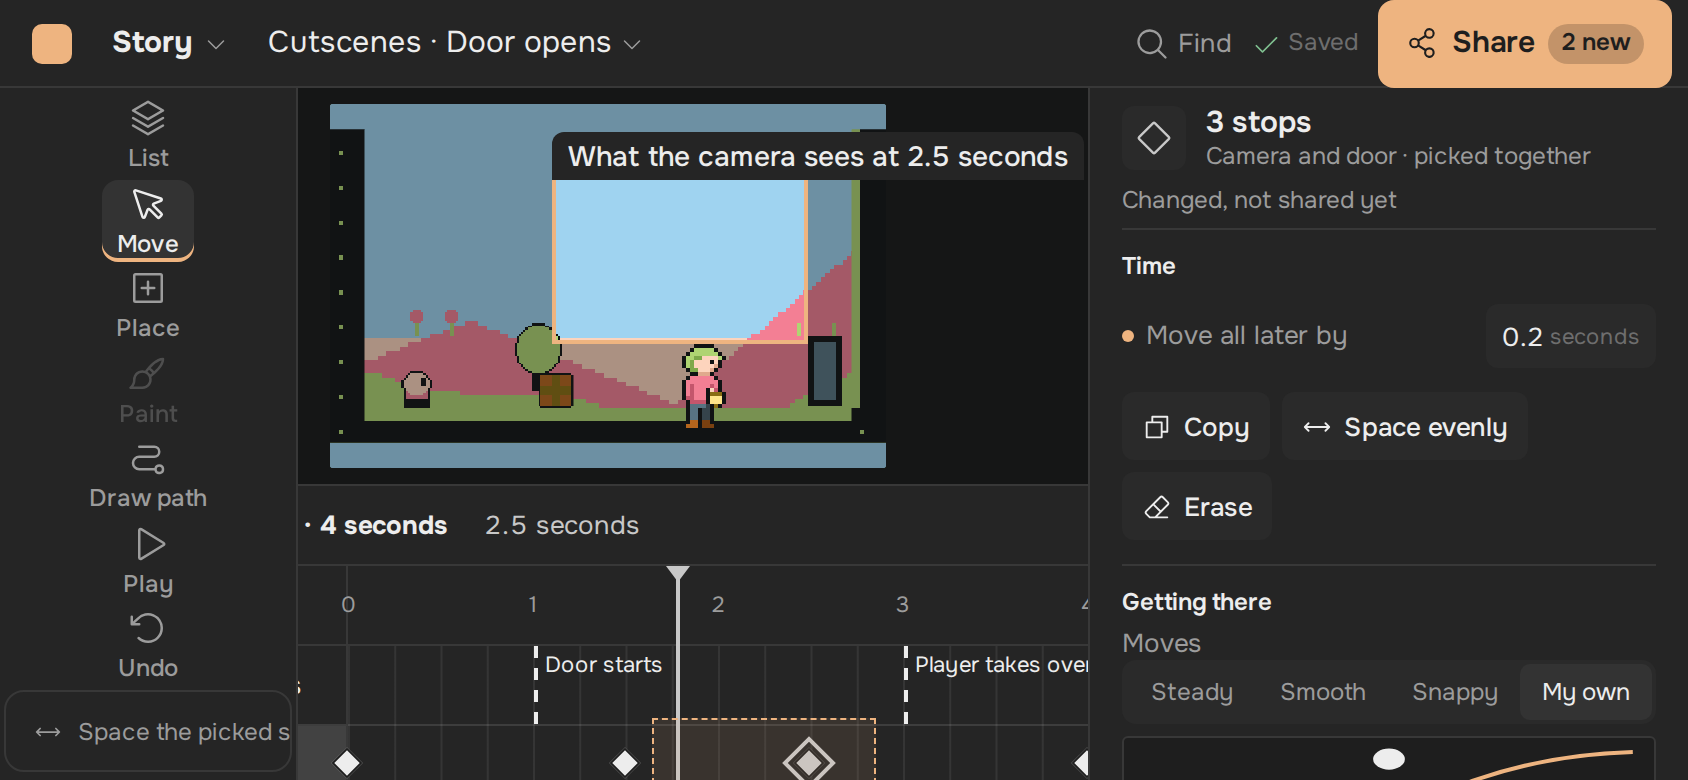 Story
Cutscenes · Door opens
Find
Saved
Share
2 new
List
Move
Place
Paint
Draw path
Play
Undo
Space the picked s
What the camera sees at 2.5 seconds
· 4 seconds
2.5 seconds
0
1
2
3
Door starts
Player takes over
3 stops
Camera and door · picked together
Changed, not shared yet
Time
Move all later by
0.2 seconds
Copy
Space evenly
Erase
Getting there
Moves
Steady
Smooth
Snappy
My own